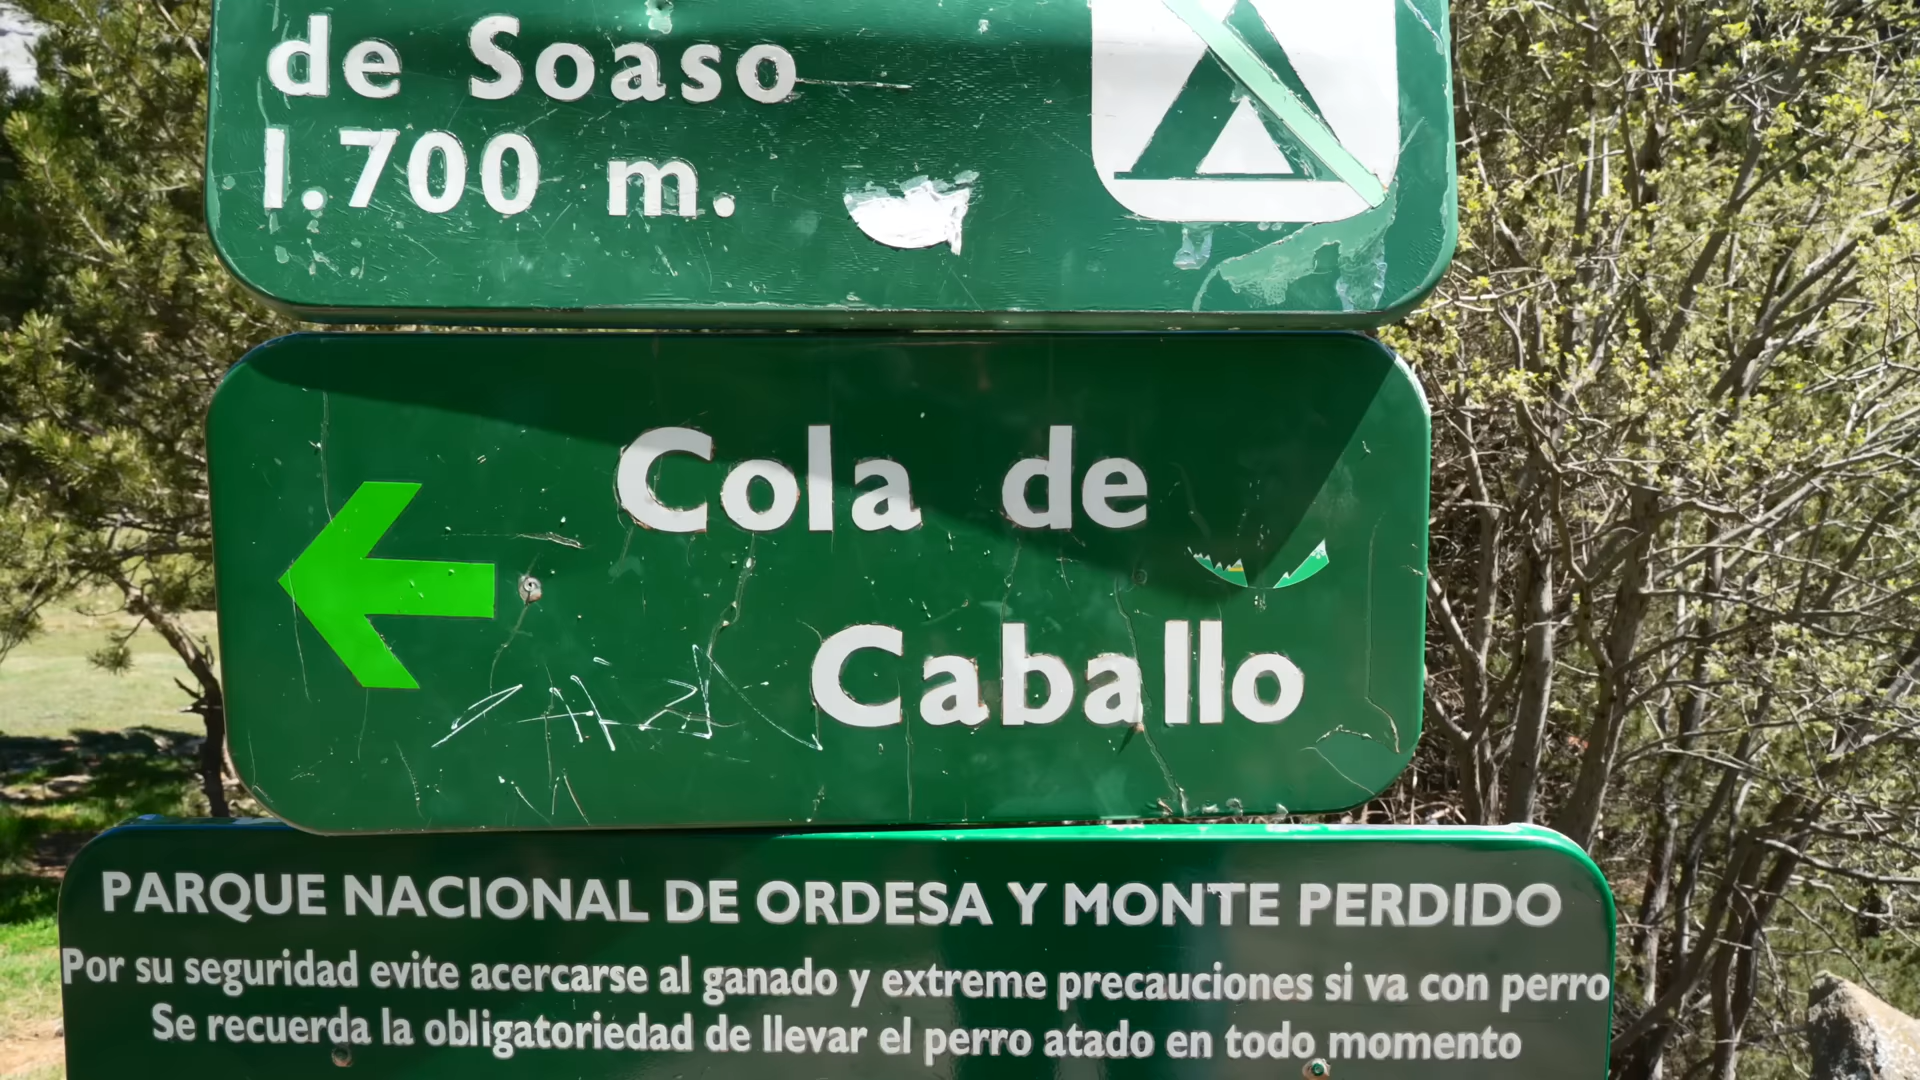 de Soaso
1.700 m.
Cola de
Caballo
PARQUE NACIONAL DE ORDESA Y MONTE PERDIDO
Por su seguridad evite acercarse al ganado y extreme precauciones si va con perro
Se recuerda la obligatoriedad de llevar el perro atado en todo momento